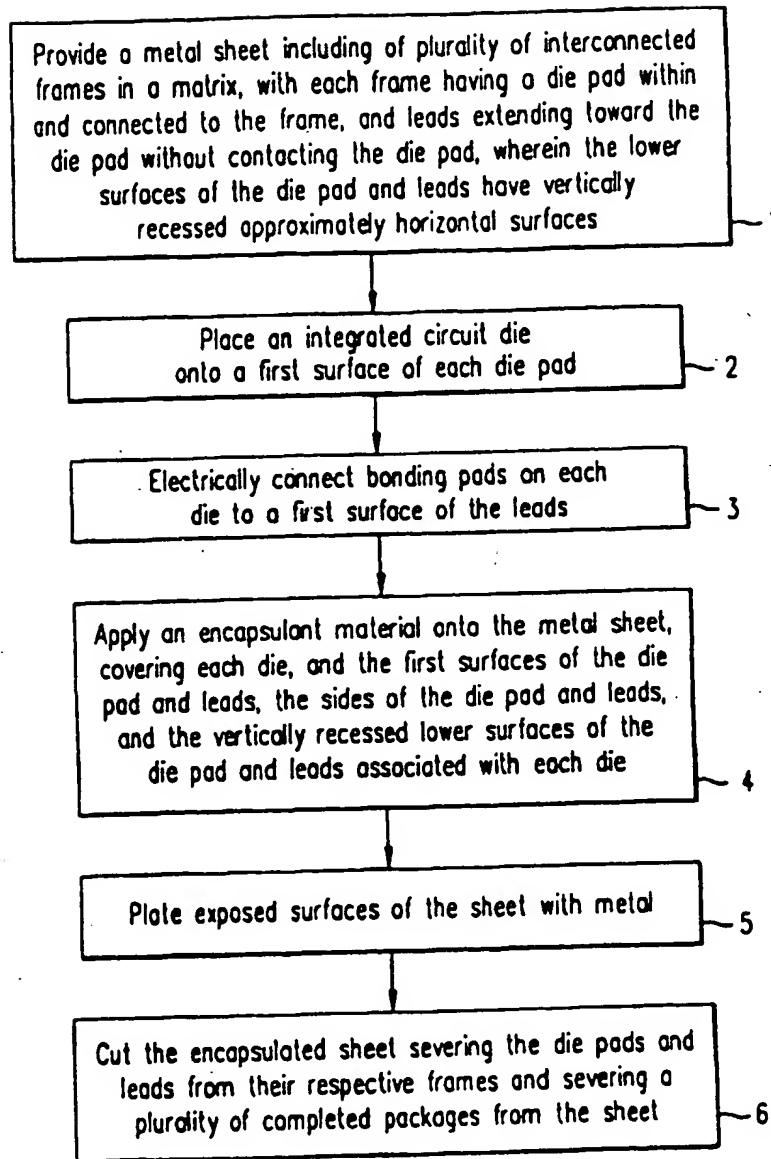 Provide a metal sheet including of plurality of interconnected
frames in a matrix, with each frame having a die pad within
and connected to the frame, and leads extending toward the
die pad without contacting the die pad, wherein the lower
surfaces of the die pad and leads have vertically
recessed approximately horizontal surfaces
Place an integrated circuit die
onto a first surface of each die pad
2
Electrically connect bonding pads on each
die to a first surface of the leads
3
Apply an encapsulant material onto the metal sheet,
covering each die, and the first surfaces of the die
pad and leads, the sides of the die pad and leads,
and the vertically recessed lower surfaces of the
die pad and leads associated with each die
4
Plate exposed surfaces of the sheet with metal
5
Cut the encapsulated sheet severing the die pads and
leads from their respective frames and severing a
plurality of completed packages from the sheet
6